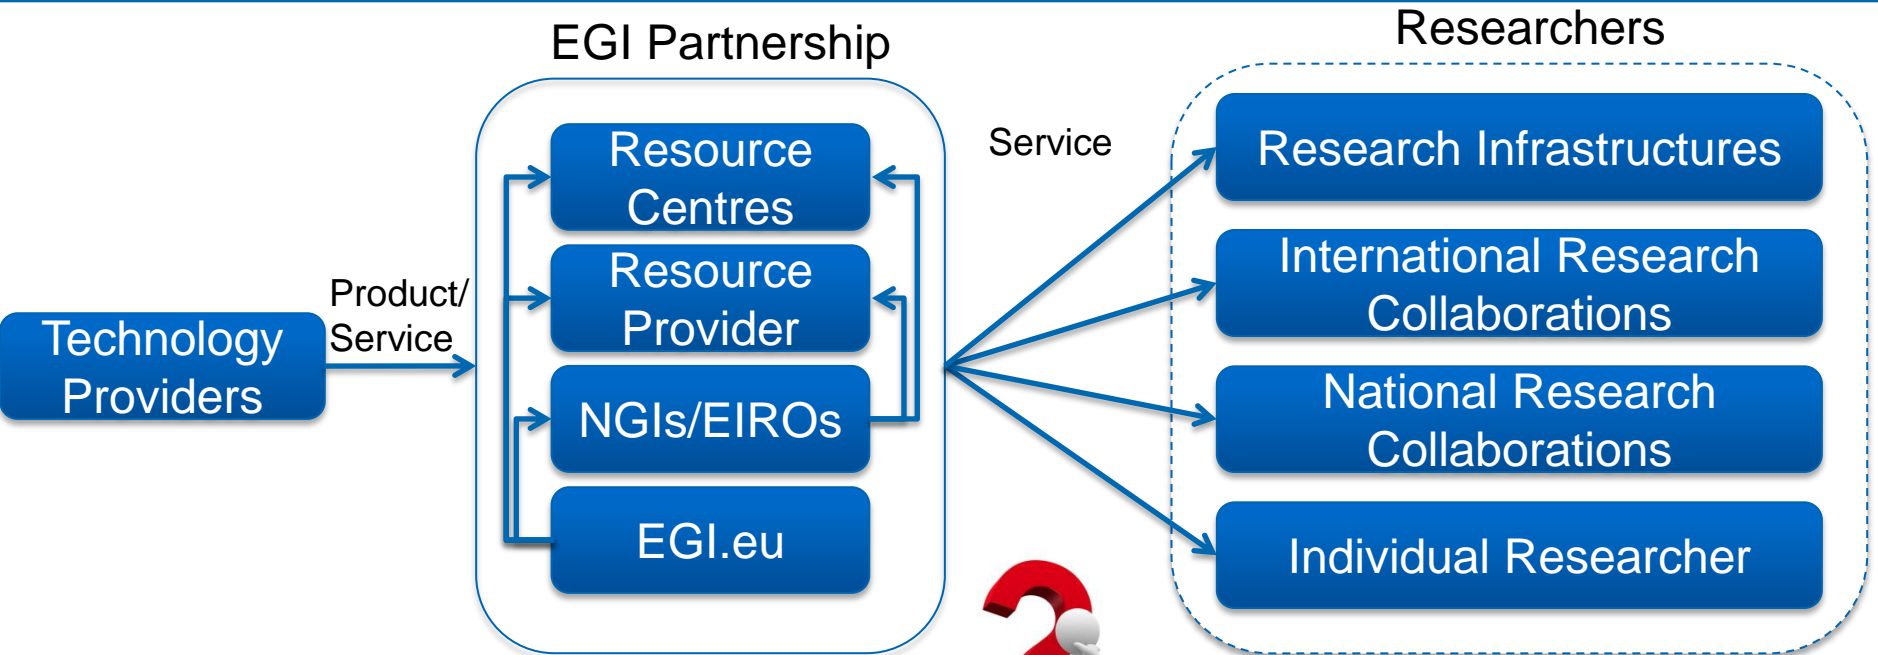 EGI Partnership
Researchers
Technology
Providers
Product/
Service
Resource
Centres
Resource
Provider
NGIs/EIROs
EGI.eu
Service
Research Infrastructures
International Research
Collaborations
National Research
Collaborations
Individual Researcher